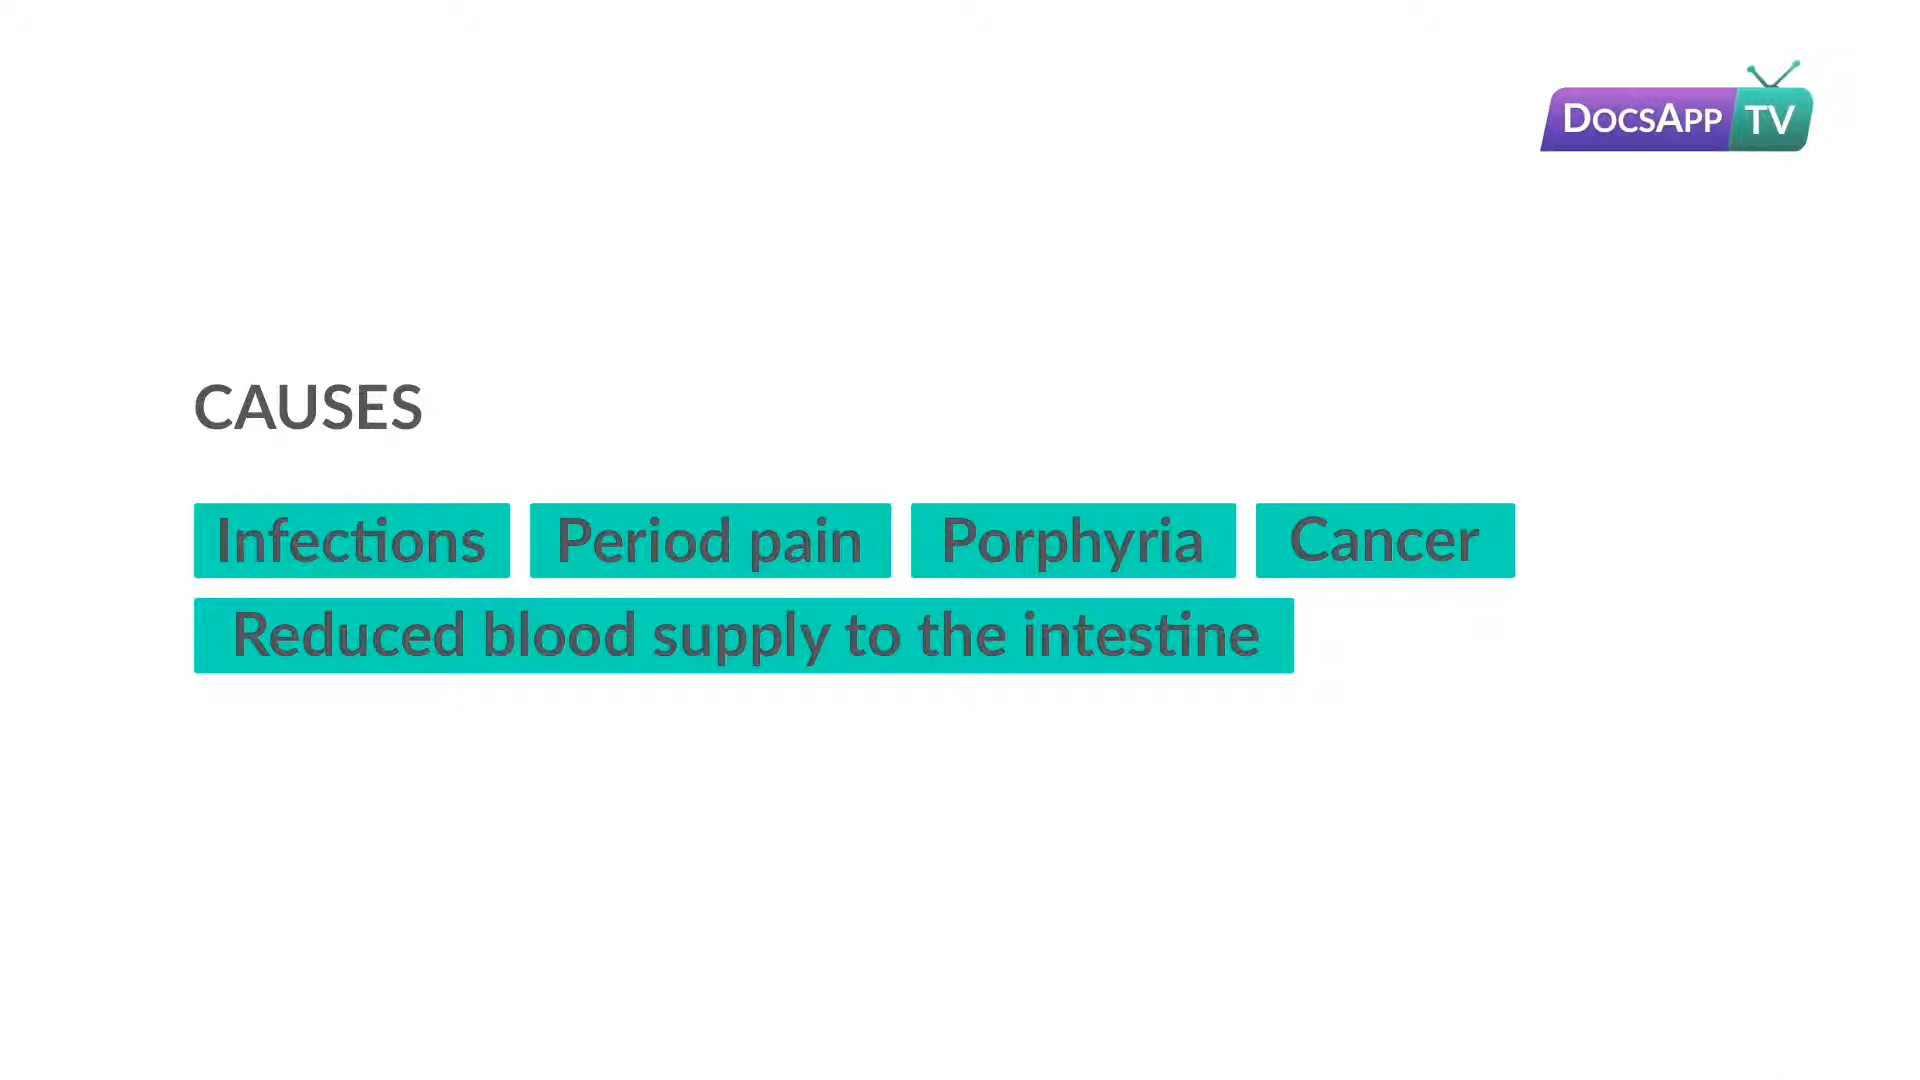 DOCSAPP TV
CAUSES
Infections Period pain Porphyria Cancer
Reduced blood supply to the intestine